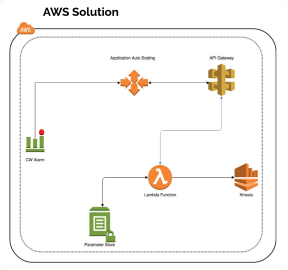 AWS Solution
AWS
Application Auto Scaling
API Gateway
CW Alarm
Lambda Function
Kinesis
Parameter Store